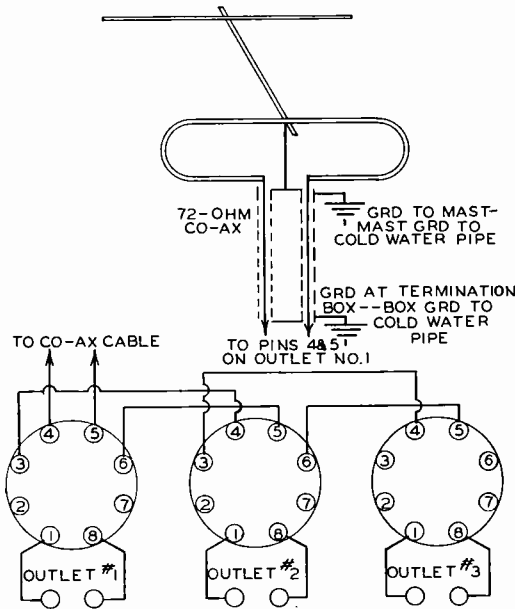 72-OHM
CO-AX
GRD TO MAST-
MAST GRD TO
COLD WATER PIPE
GRD AT TERMINATION
BOX--BOX GRD TO
COLD WATER
PIPE
TO CO-AX CABLE
TO PINS 4&5
ON OUTLET NO.1
4 5
3 6
2 7
1 8
OUTLET #1
4 5
3 6
2 7
1 8
OUTLET #2
4 5
3 6
2 7
1 8
OUTLET #3